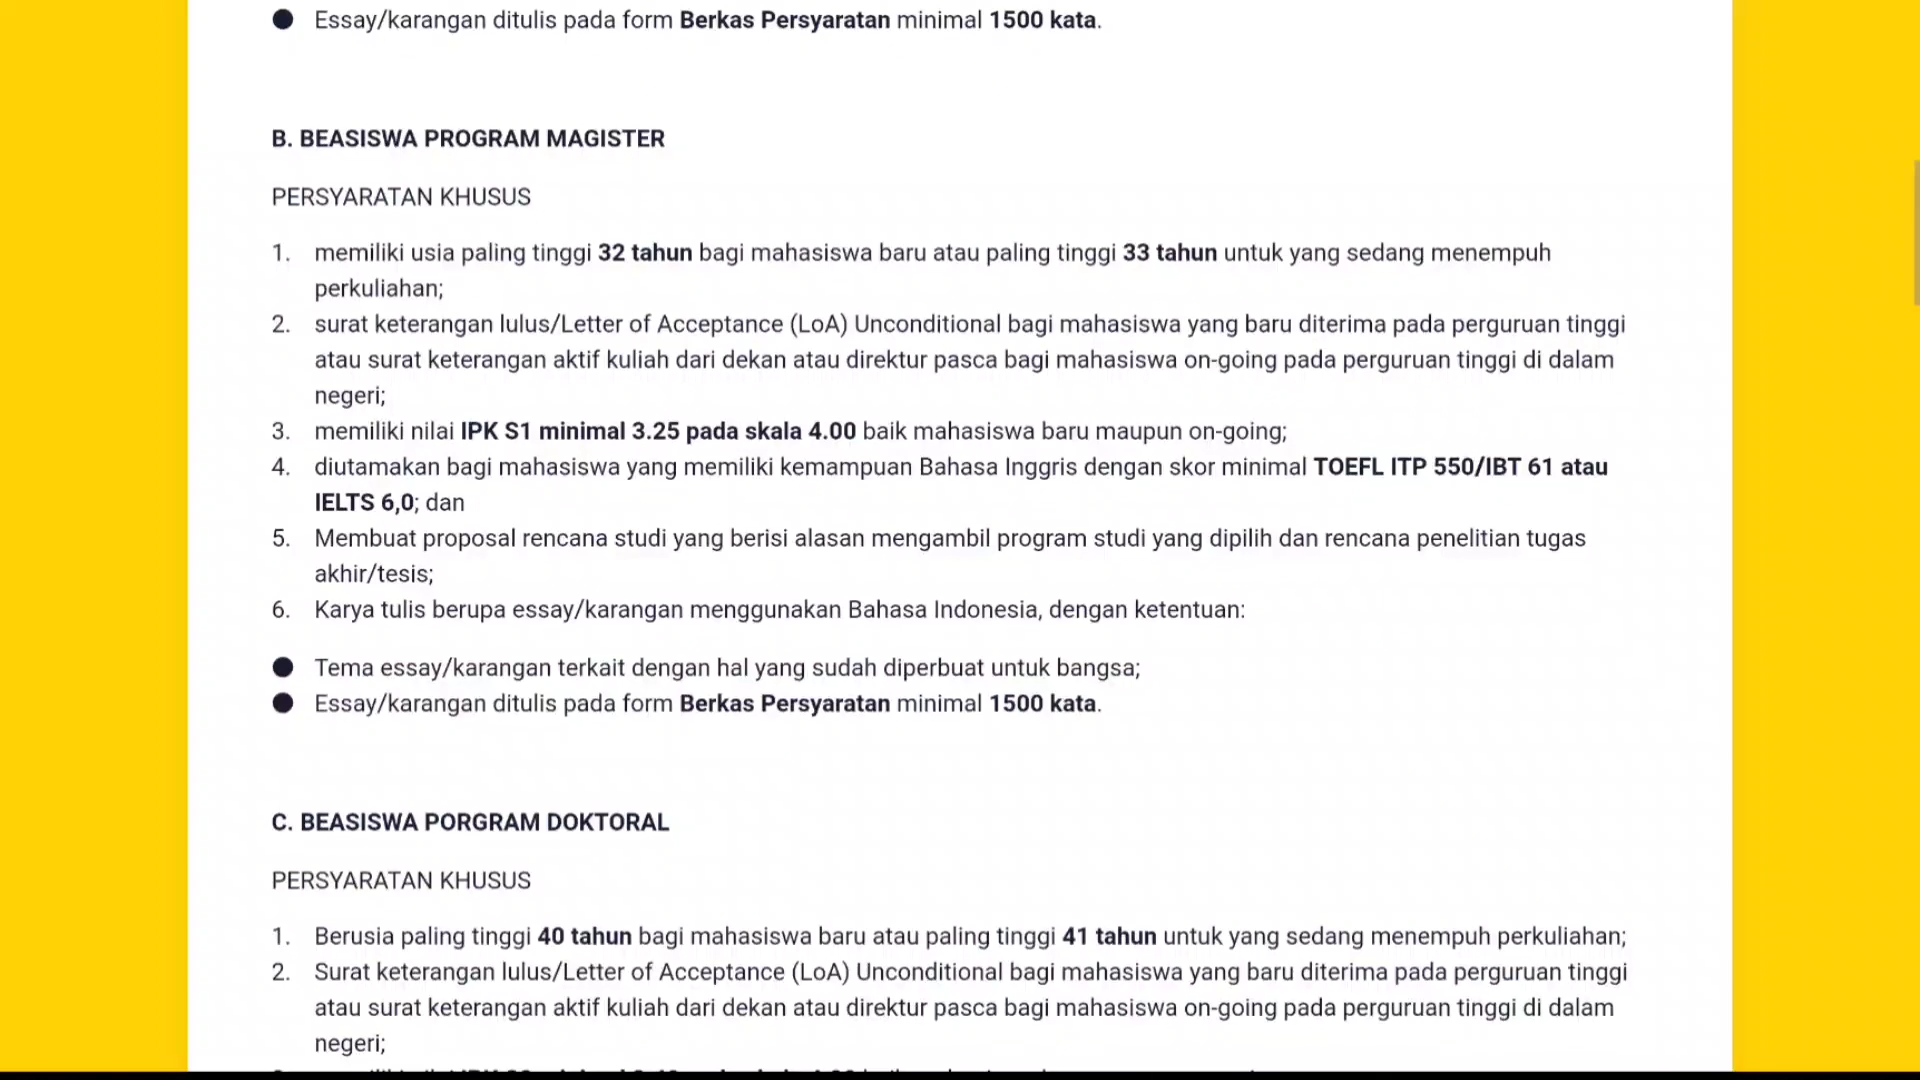 ● Essay/karangan ditulis pada form Berkas Persyaratan minimal 1500 kata.
B. BEASISWA PROGRAM MAGISTER
PERSYARATAN KHUSUS
1. memiliki usia paling tinggi 32 tahun bagi mahasiswa baru atau paling tinggi 33 tahun untuk yang sedang menempuh
perkuliahan;
2. surat keterangan lulus/Letter of Acceptance (LoA) Unconditional bagi mahasiswa yang baru diterima pada perguruan tinggi
atau surat keterangan aktif kuliah dari dekan atau direktur pasca bagi mahasiswa on-going pada perguruan tinggi di dalam
negeri;
3. memiliki nilai IPK S1 minimal 3.25 pada skala 4.00 baik mahasiswa baru maupun on-going;
4. diutamakan bagi mahasiswa yang memiliki kemampuan Bahasa Inggris dengan skor minimal TOEFL ITP 550/IBT 61 atau
IELTS 6,0; dan
5. Membuat proposal rencana studi yang berisi alasan mengambil program studi yang dipilih dan rencana penelitian tugas
akhir/tesis;
6. Karya tulis berupa essay/karangan menggunakan Bahasa Indonesia, dengan ketentuan:
● Tema essay/karangan terkait dengan hal yang sudah diperbuat untuk bangsa;
● Essay/karangan ditulis pada form Berkas Persyaratan minimal 1500 kata.
C. BEASISWA PORGRAM DOKTORAL
PERSYARATAN KHUSUS
1. Berusia paling tinggi 40 tahun bagi mahasiswa baru atau paling tinggi 41 tahun untuk yang sedang menempuh perkuliahan;
2. Surat keterangan lulus/Letter of Acceptance (LoA) Unconditional bagi mahasiswa yang baru diterima pada perguruan tinggi
atau surat keterangan aktif kuliah dari dekan atau direktur pasca bagi mahasiswa on-going pada perguruan tinggi di dalam
negeri;